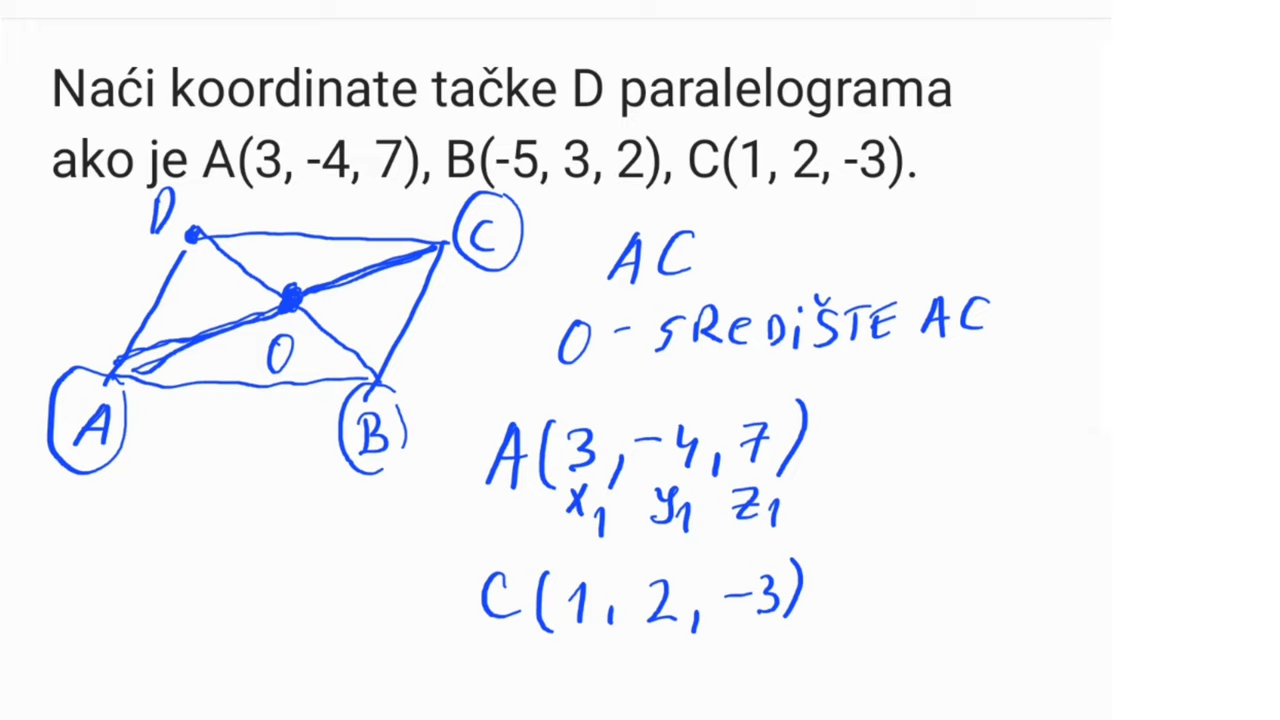 Naći koordinate tačke D paralelograma
ako je A(3, -4, 7), B(-5, 3, 2), C(1, 2, -3).
D
C
O
A
B
AC
O - SREDIŠTE AC
A(3, -4, 7)
x₁ y₁ z₁
C(1, 2, -3)